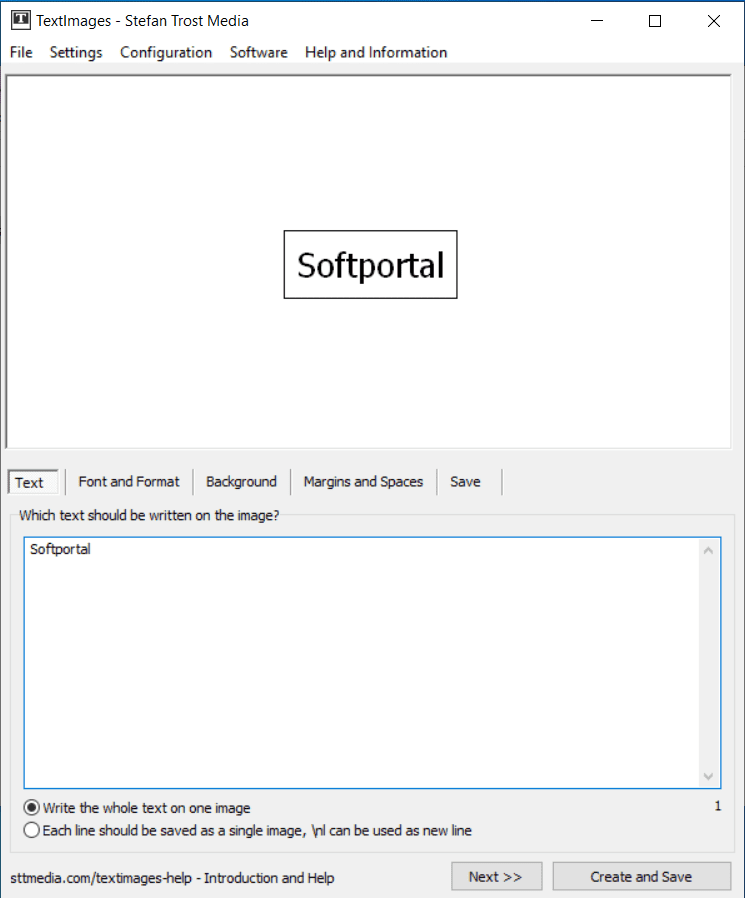 TextImages - Stefan Trost Media
File Settings Configuration Software Help and Information
Softportal
Text Font and Format Background Margins and Spaces Save
Which text should be written on the image?
Softportal
Write the whole text on one image 1
Each line should be saved as a single image, \nl can be used as new line
sttmedia.com/textimages-help - Introduction and Help Next >> Create and Save